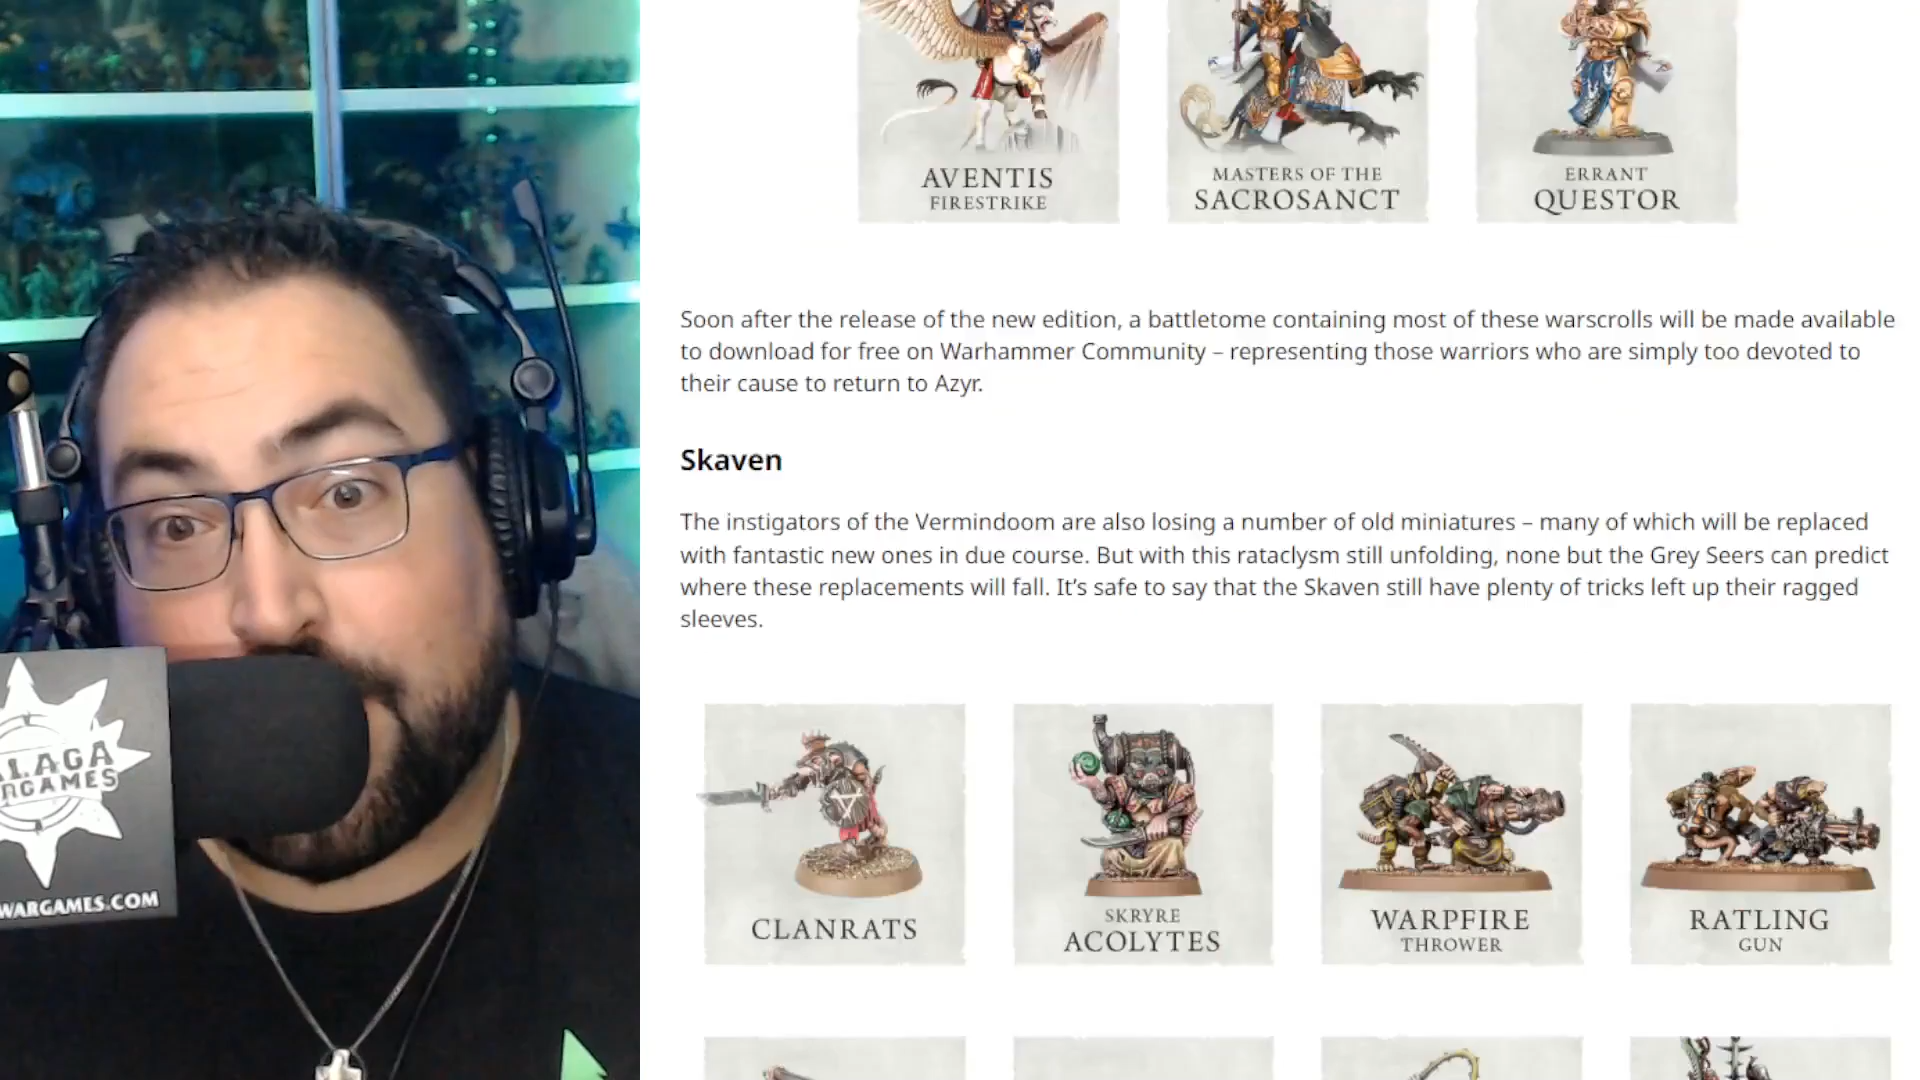 AVENTIS
FIRESTRIKE
MASTERS OF THE
SACROSANCT
ERRANT
QUESTOR
Soon after the release of the new edition, a battletome containing most of these warscrolls will be made available
to download for free on Warhammer Community – representing those warriors who are simply too devoted to
their cause to return to Azyr.
Skaven
The instigators of the Vermindoom are also losing a number of old miniatures – many of which will be replaced
with fantastic new ones in due course. But with this rataclysm still unfolding, none but the Grey Seers can predict
where these replacements will fall. It’s safe to say that the Skaven still have plenty of tricks left up their ragged
sleeves.
CLANRATS
SKRYRE
ACOLYTES
WARPFIRE
THROWER
RATLING
GUN
ALAGA
RGAMES
WARGAMES.COM